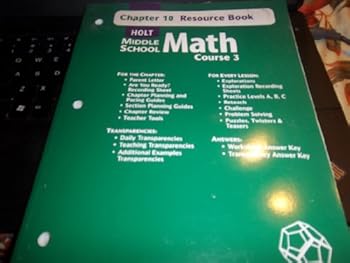 Chapter 10 Resource Book
HOLT
MIDDLE
SCHOOL
Math
Course 3
FOR THE CHAPTER:
• Parent Letter
• Are You Ready?
Recording Sheet
• Chapter Planning and
Pacing Guides
• Section Planning Guides
• Chapter Review
• Teacher Tools
FOR EVERY LESSON:
• Explorations
• Exploration Recording
Sheets
• Practice Levels A, B, C
• Reteach
• Challenge
• Problem Solving
• Puzzles, Twisters &
Teasers
TRANSPARENCIES:
• Daily Transparencies
• Teaching Transparencies
• Additional Examples
Transparencies
ANSWERS:
• Worksheet Answer Key
• Transparency Answer Key